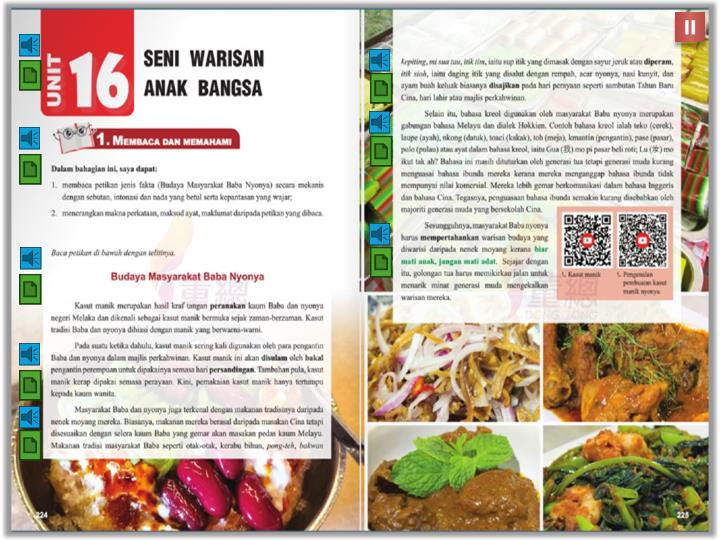 UNIT
16
SENI WARISAN
ANAK BANGSA
1. MEMBACA DAN MEMAHAMI
Dalam bahagian ini, saya dapat:
1. membaca petikan jenis fakta (Budaya Masyarakat Baba Nyonya) secara mekanis
dengan sebutan, intonasi dan nada yang betul serta kepantasan yang wajar;
2. menerangkan makna perkataan, maksud ayat, maklumat daripada petikan yang dibaca.
Baca petikan di bawah dengan telitinya.
Budaya Masyarakat Baba Nyonya
Kasut manik merupakan hasil kraf tangan peranakan kaum Baba dan nyonya
negeri Melaka dan dikenali sebagai kasut manik bermuka sejak zaman-berzaman. Kasut
tradisi Baba dan nyonya dihiasi dengan manik yang berwarna-warni.
Pada suatu ketika dahulu, kasut manik sering kali digunakan oleh para pengantin
Baba dan nyonya dalam majlis perkahwinan. Kasut manik ini akan disulam oleh bakal
pengantin perempuan untuk dipakainya semasa hari persandingan. Tambahan pula, kasut
manik kerap dipakai semasa perayaan. Kini, pemakaian kasut manik hanya tertumpu
kepada kaum wanita.
Masyarakat Baba dan nyonya juga terkenal dengan makanan tradisinya daripada
nenek moyang mereka. Biasanya, makanan mereka berasal daripada masakan Cina tetapi
disesuaikan dengan selera kaum Baba yang gemar akan masakan pedas kaum Melayu.
Makanan tradisi masyarakat Baba seperti otak-otak, kerabu bihun, pong-teh, bakwan
224
kepiting, mi sua tau, itik tim, iaitu sup itik yang dimasak dengan sayur jeruk atau diperam,
itik sioh, iaitu daging itik yang disalut dengan rempah, acar nyonya, nasi kunyit, dan
ayam buah keluak biasanya disajikan pada hari perayaan seperti sambutan Tahun Baru
Cina, hari lahir atau majlis perkahwinan.
Selain itu, bahasa kreol digunakan oleh masyarakat Baba nyonya merupakan
gabungan bahasa Melayu dan dialek Hokkien. Contoh bahasa kreol ialah teko (cerek),
laupe (ayah), ngkong (datuk), toaci (kakak), toh (meja), kmantin (pengantin), pase (pasar),
pulo (pulau) atau ayat dalam bahasa kreol, iaitu Gua (我) mo pi pasar beli roti; Lu (汝) mo
ikut tak ah? Bahasa ini masih dituturkan oleh generasi tua tetapi generasi muda kurang
menguasai bahasa ibunda mereka kerana mereka menganggap bahasa ibunda tidak
mempunyai nilai komersial. Mereka lebih gemar berkomunikasi dalam bahasa Inggeris
dan bahasa Cina. Tegasnya, penguasaan bahasa ibunda semakin kurang disebabkan oleh
majoriti generasi muda yang bersekolah Cina.
Sesungguhnya, masyarakat Baba nyonya
harus mempertahankan warisan budaya yang
diwarisi daripada nenek moyang kerana biar
mati anak, jangan mati adat. Sejajar dengan
itu, golongan tua harus memikirkan jalan untuk
menarik minat generasi muda mengekalkan
warisan mereka.
1. Kasut manik
1. Pengenalan
pembuatan kasut
manik nyonya
225